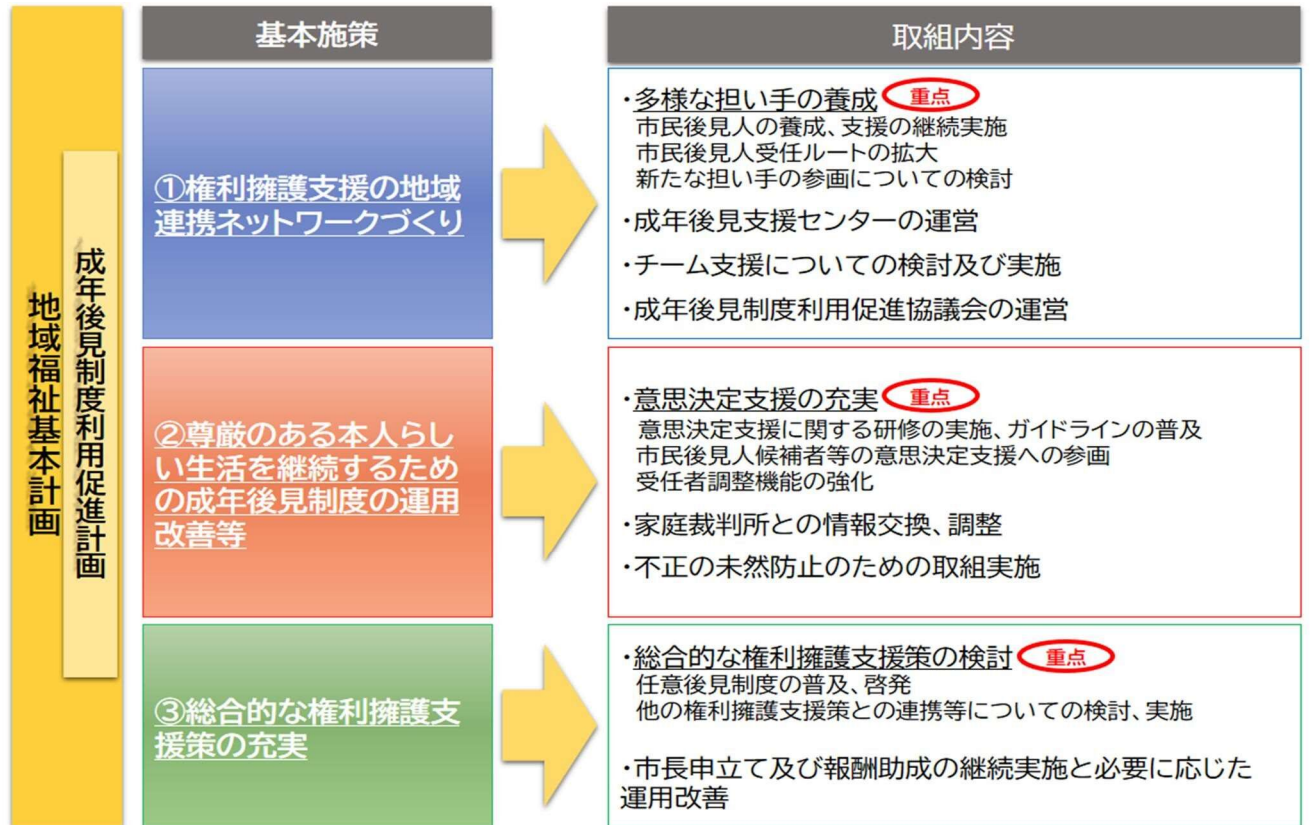 地域福祉基本計画
成年後見制度利用促進計画
基本施策
取組内容
①権利擁護支援の地域
連携ネットワークづくり
・多様な担い手の養成 重点
市民後見人の養成、支援の継続実施
市民後見人受任ルートの拡大
新たな担い手の参画についての検討
・成年後見支援センターの運営
・チーム支援についての検討及び実施
・成年後見制度利用促進協議会の運営
②尊厳のある本人らし
い生活を継続するため
の成年後見制度の運用
改善等
・意思決定支援の充実 重点
意思決定支援に関する研修の実施、ガイドラインの普及
市民後見人候補者等の意思決定支援への参画
受任者調整機能の強化
・家庭裁判所との情報交換、調整
・不正の未然防止のための取組実施
③総合的な権利擁護支
援策の充実
・総合的な権利擁護支援策の検討 重点
任意後見制度の普及、啓発
他の権利擁護支援策との連携等についての検討、実施
・市長申立て及び報酬助成の継続実施と必要に応じた
運用改善